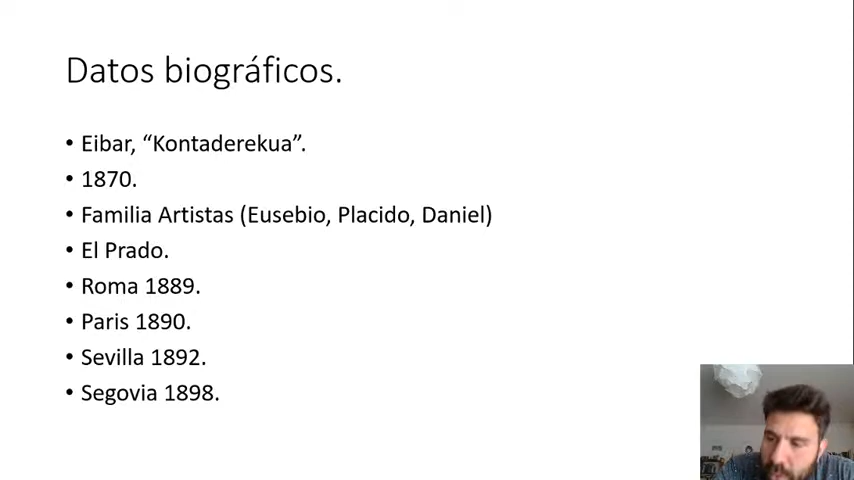 Datos biográficos.
• Eibar, “Kontaderekua”.
• 1870.
• Familia Artistas (Eusebio, Placido, Daniel)
• El Prado.
• Roma 1889.
• Paris 1890.
• Sevilla 1892.
• Segovia 1898.